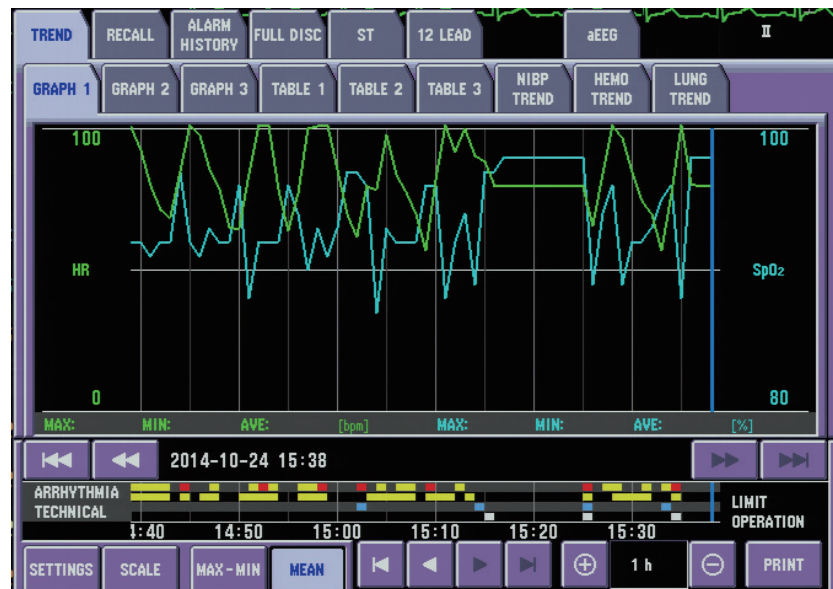 TREND RECALL ALARM HISTORY FULL DISC ST 12 LEAD aEEG II
GRAPH 1 GRAPH 2 GRAPH 3 TABLE 1 TABLE 2 TABLE 3 NIBP TREND HEMO TREND LUNG TREND
100 100
HR SpO2
0 80
MAX: MIN: AVE: [bpm] MAX: MIN: AVE: [%]
2014-10-24 15:38
ARRHYTHMIA
TECHNICAL
LIMIT
OPERATION
:40 14:50 15:00 15:10 15:20 15:30
SETTINGS SCALE MAX-MIN MEAN 1 h PRINT